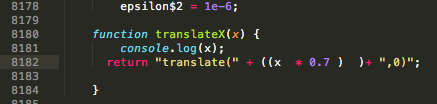 8178 epsilon$2 = 1e-6;
8179
8180 function translateX(x) {
8181 console.log(x);
8182 return "translate(" + ((x  * 0.7 )  )+ ",0)";
8183
8184 }
8185